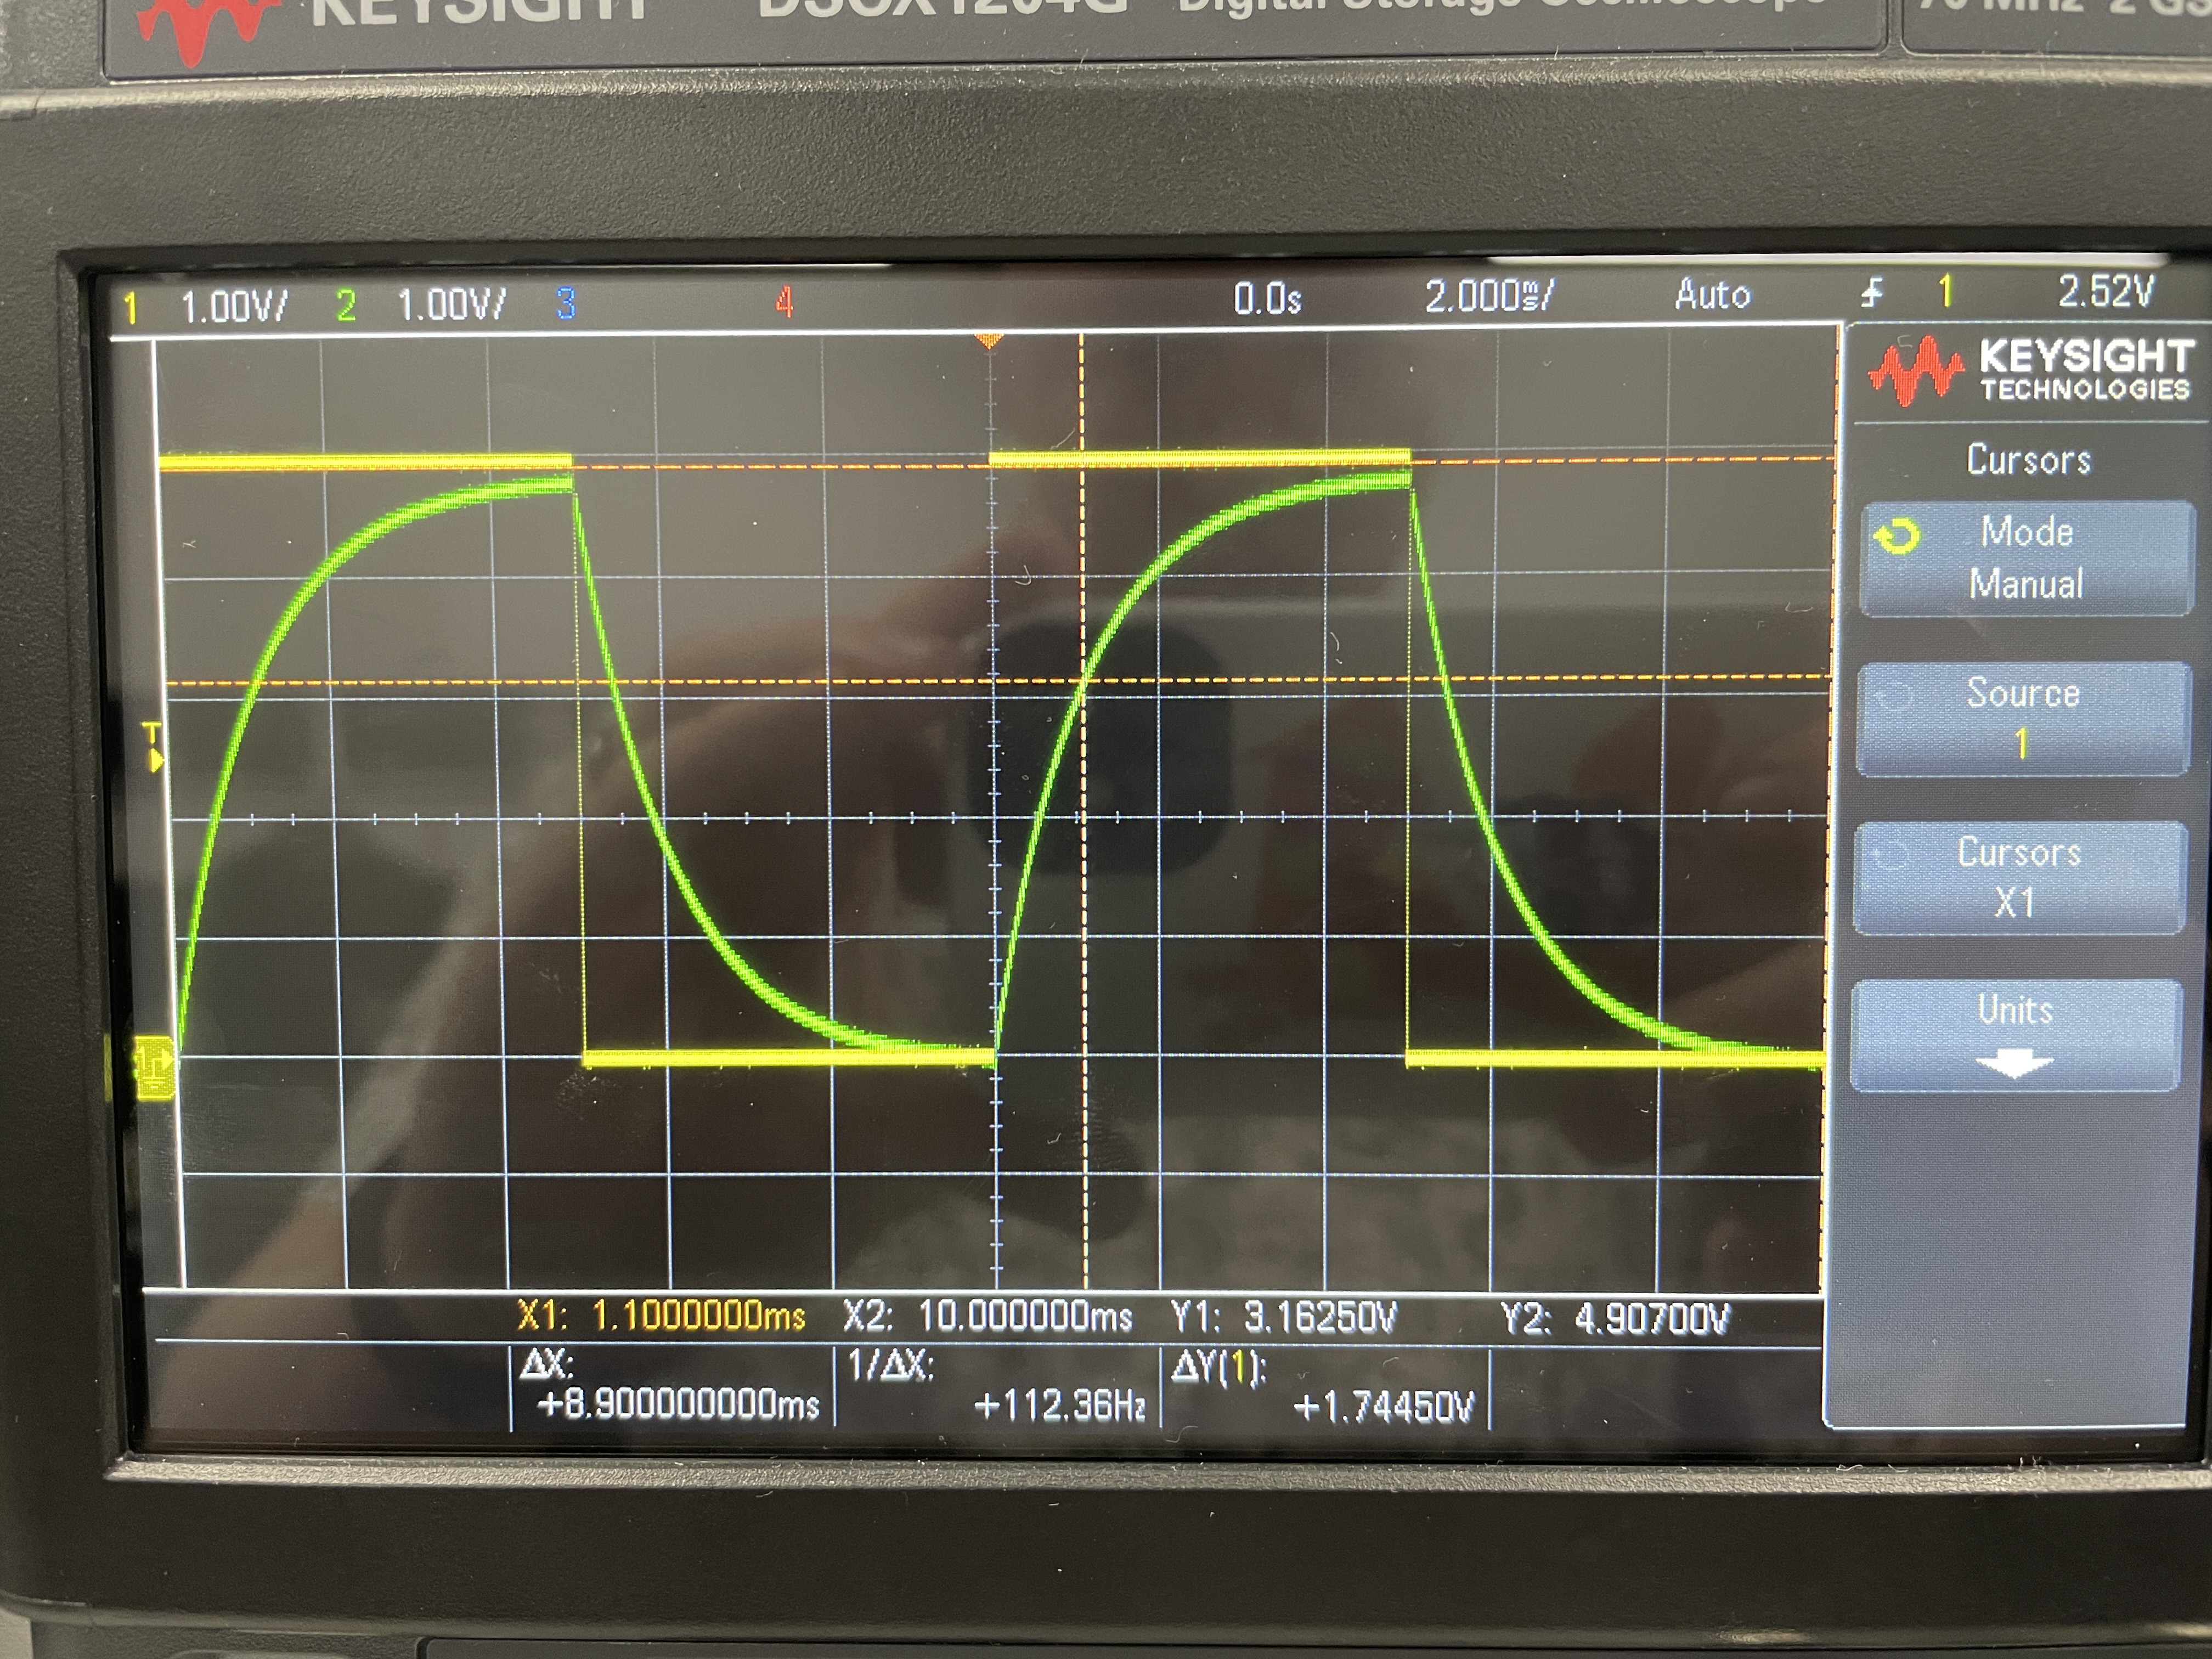 KEYSIGHT DSOX1204G Digital Storage Oscilloscope 70 MHz 2 GS
1 1.00V/ 2 1.00V/ 3 4 0.0s 2.000ms/ Auto 1 2.52V
KEYSIGHT
TECHNOLOGIES
Cursors
Mode
Manual
Source
1
Cursors
X1
Units
T
X1: 1.1000000ms X2: 10.000000ms Y1: 3.16250V Y2: 4.90700V
ΔX: 1/ΔX: ΔY(1):
+8.900000000ms +112.36Hz +1.74450V